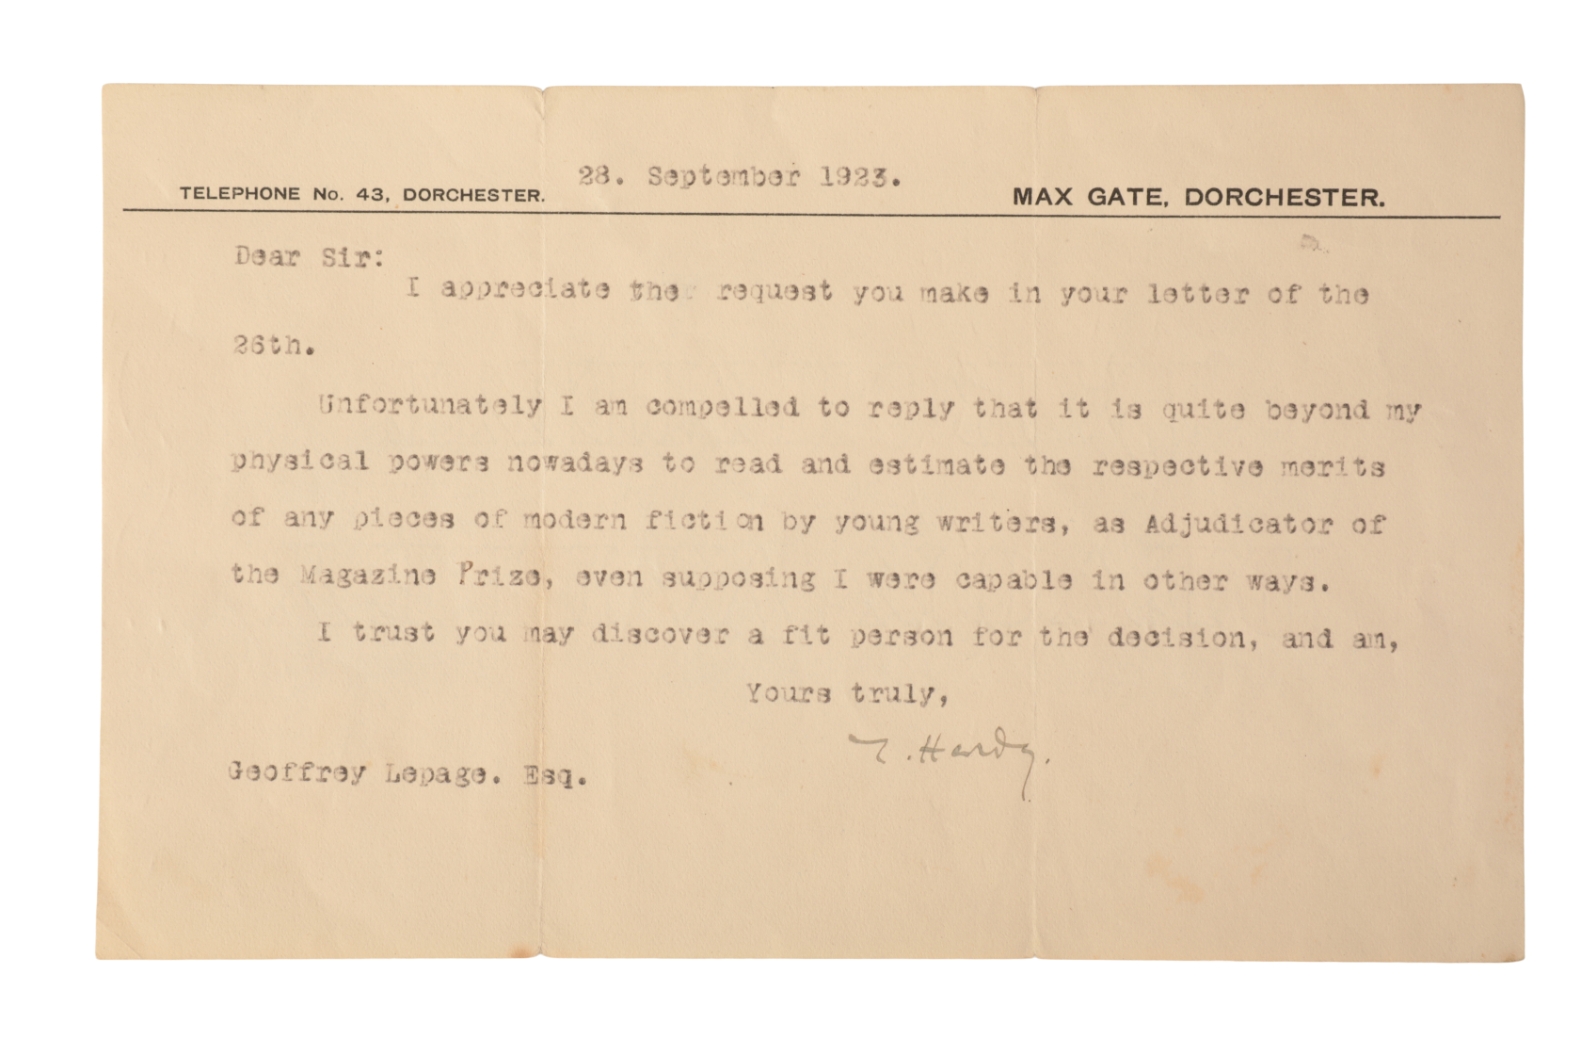 28. September 1923.
TELEPHONE No. 43, DORCHESTER.
MAX GATE, DORCHESTER.
Dear Sir:
I appreciate the request you make in your letter of the
26th.
Unfortunately I am compelled to reply that it is quite beyond my
physical powers nowadays to read and estimate the respective merits
of any pieces of modern fiction by young writers, as Adjudicator of
the Magazine Prize, even supposing I were capable in other ways.
I trust you may discover a fit person for the decision, and am,
Yours truly,
T. Hardy.
Geoffrey Lepage. Esq.